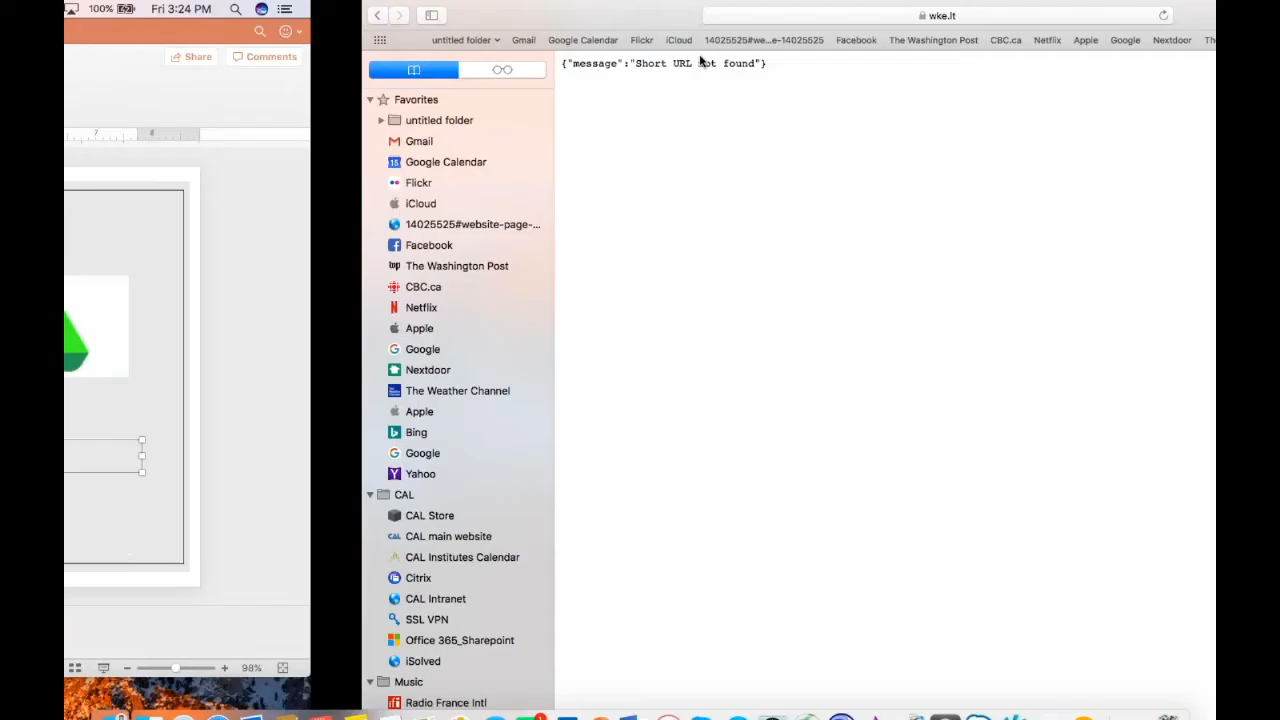 100% Fri 3:24 PM
Share Comments
7 8
98%
wke.lt
untitled folder Gmail Google Calendar Flickr iCloud 14025525#we...e-14025525 Facebook The Washington Post CBC.ca Netflix Apple Google Nextdoor Th
{"message":"Short URL not found"}
Favorites
untitled folder
Gmail
Google Calendar
Flickr
iCloud
14025525#website-page-...
Facebook
The Washington Post
CBC.ca
Netflix
Apple
Google
Nextdoor
The Weather Channel
Apple
Bing
Google
Yahoo
CAL
CAL Store
CAL main website
CAL Institutes Calendar
Citrix
CAL Intranet
SSL VPN
Office 365_Sharepoint
iSolved
Music
Radio France Intl